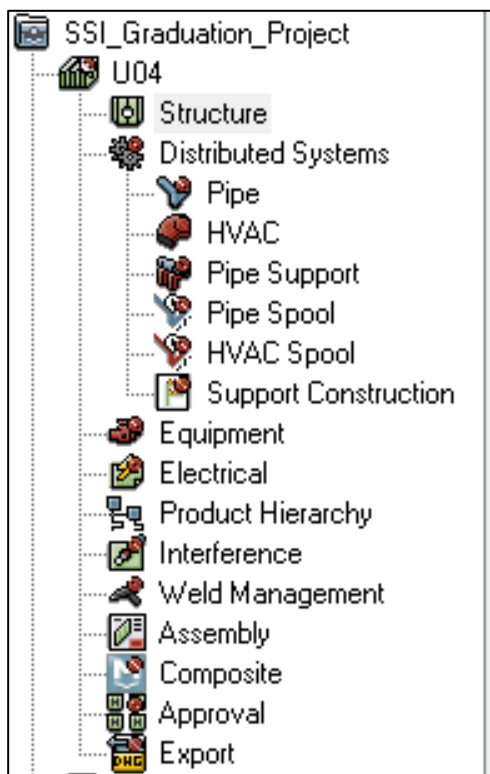 SSI_Graduation_Project
U04
Structure
Distributed Systems
Pipe
HVAC
Pipe Support
Pipe Spool
HVAC Spool
Support Construction
Equipment
Electrical
Product Hierarchy
Interference
Weld Management
Assembly
Composite
Approval
Export